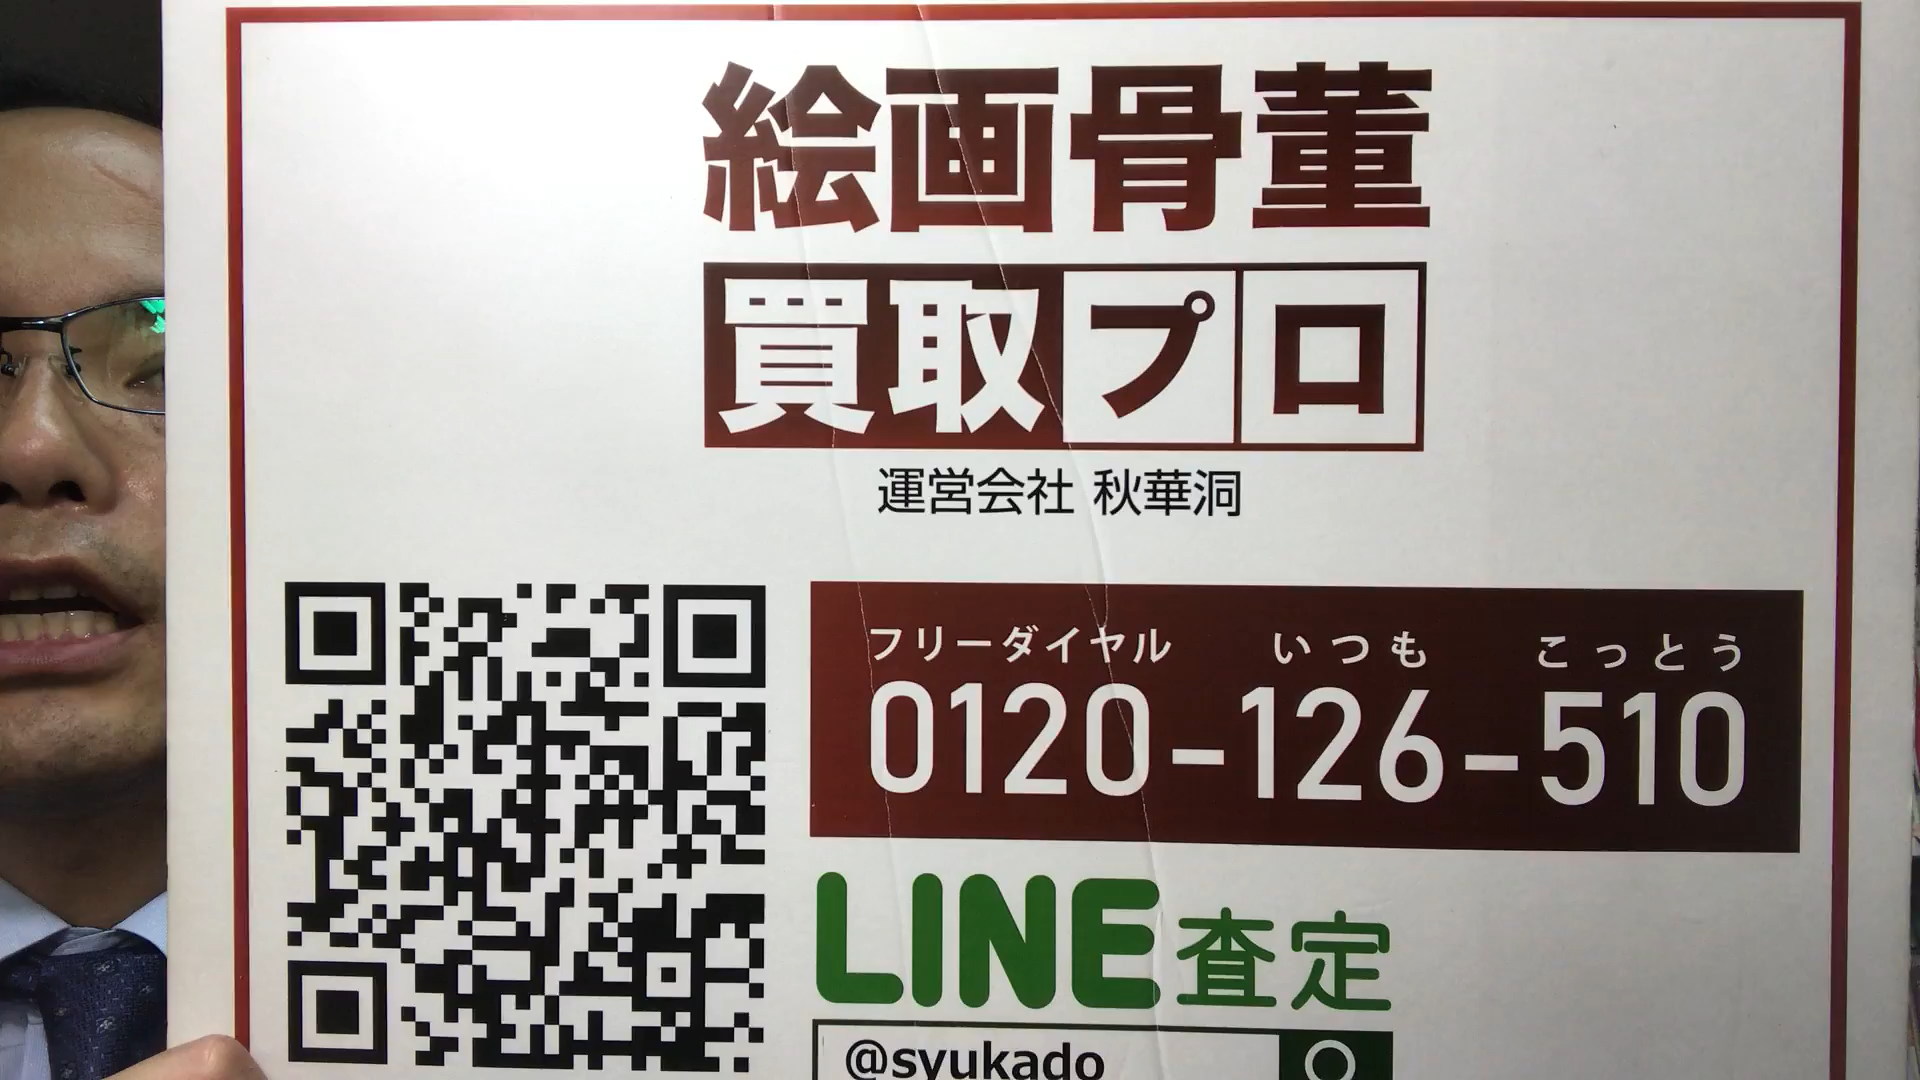 絵画骨董
買取プロ
運営会社 秋華洞
フリーダイヤル いつも こっとう
0120-126-510
LINE査定
@syukado